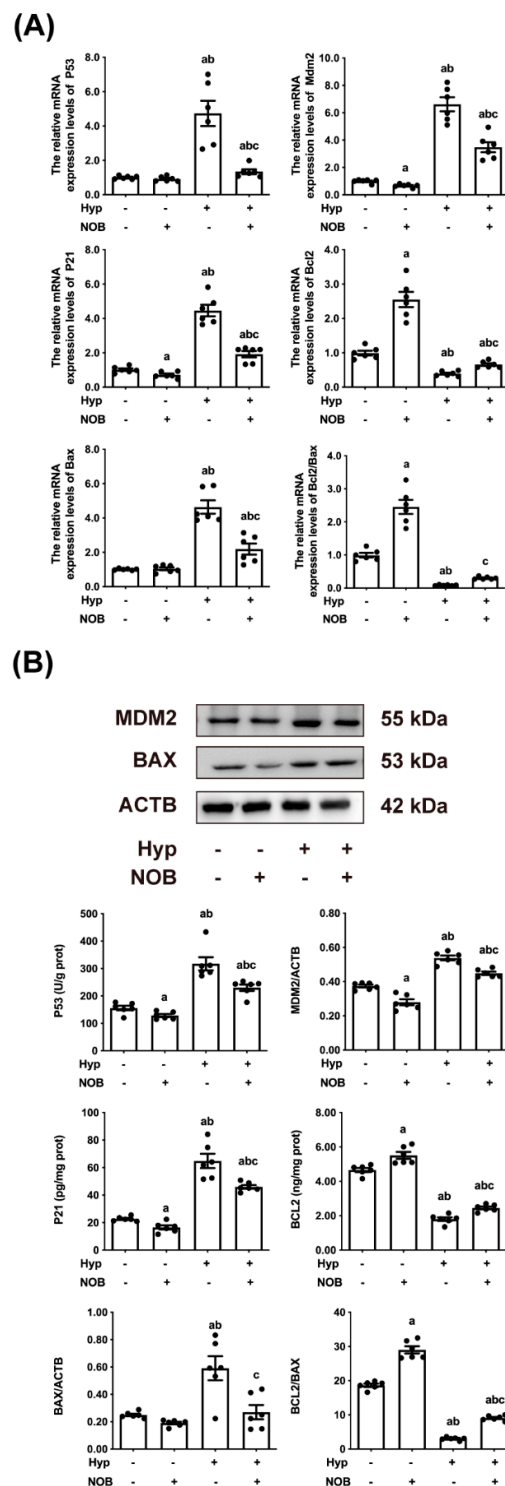 (A)
The relative mRNA
expression levels of P53
8.0
6.0
4.0
2.0
0.0
ab
abc
Hyp - - + +
NOB - + - +
The relative mRNA
expression levels of Mdm2
10.0
8.0
6.0
4.0
2.0
0.0
a
ab
abc
Hyp - - + +
NOB - + - +
The relative mRNA
expression levels of P21
8.0
6.0
4.0
2.0
0.0
a
ab
abc
Hyp - - + +
NOB - + - +
The relative mRNA
expression levels of Bcl2
4.0
3.0
2.0
1.0
0.0
a
ab
abc
Hyp - - + +
NOB - + - +
The relative mRNA
expression levels of Bax
8.0
6.0
4.0
2.0
0.0
ab
abc
Hyp - - + +
NOB - + - +
The relative mRNA
expression levels of Bcl2/Bax
4.0
3.0
2.0
1.0
0.0
a
ab
c
Hyp - - + +
NOB - + - +
(B)
MDM2 55 kDa
BAX 53 kDa
ACTB 42 kDa
Hyp - - + +
NOB - + - +
P53 (U/g prot)
500
400
300
200
100
0
a
ab
abc
Hyp - - + +
NOB - + - +
MDM2/ACTB
0.80
0.60
0.40
0.20
0.00
a
ab
abc
Hyp - - + +
NOB - + - +
P21 (pg/mg prot)
100
80
60
40
20
0
a
ab
abc
Hyp - - + +
NOB - + - +
BCL2 (ng/mg prot)
8.00
6.00
4.00
2.00
0.00
a
ab
abc
Hyp - - + +
NOB - + - +
BAX/ACTB
1.00
0.80
0.60
0.40
0.20
0.00
ab
c
Hyp - - + +
NOB - + - +
BCL2/BAX
40
30
20
10
0
a
ab
abc
Hyp - - + +
NOB - + - +